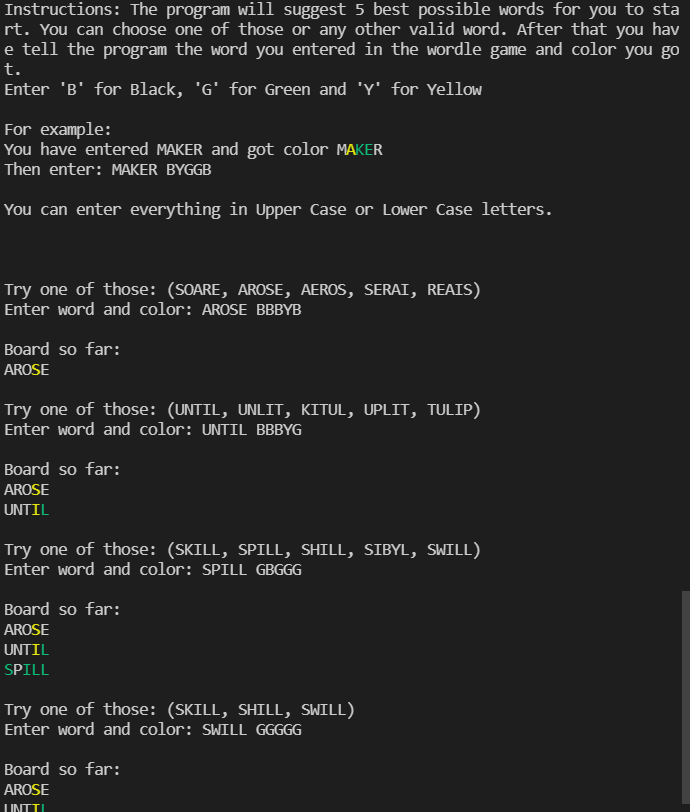 Instructions: The program will suggest 5 best possible words for you to sta
rt. You can choose one of those or any other valid word. After that you hav
e tell the program the word you entered in the wordle game and color you go
t.
Enter 'B' for Black, 'G' for Green and 'Y' for Yellow
For example:
You have entered MAKER and got color MAKER
Then enter: MAKER BYGGB
You can enter everything in Upper Case or Lower Case letters.
Try one of those: (SOARE, AROSE, AEROS, SERAI, REAIS)
Enter word and color: AROSE BBBYB
Board so far:
AROSE
Try one of those: (UNTIL, UNLIT, KITUL, UPLIT, TULIP)
Enter word and color: UNTIL BBBYG
Board so far:
AROSE
UNTIL
Try one of those: (SKILL, SPILL, SHILL, SIBYL, SWILL)
Enter word and color: SPILL GBGGG
Board so far:
AROSE
UNTIL
SPILL
Try one of those: (SKILL, SHILL, SWILL)
Enter word and color: SWILL GGGGG
Board so far:
AROSE
UNTIL